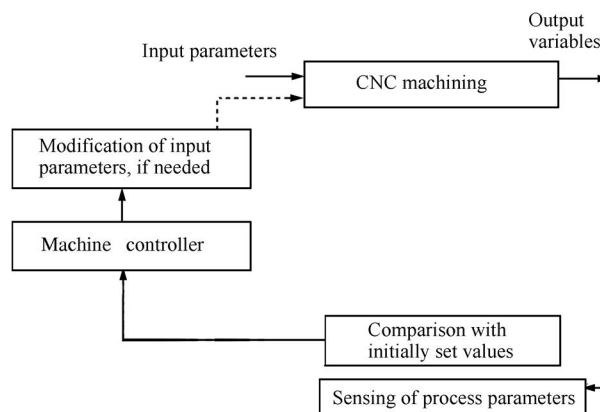 Output
variables
Input parameters
CNC machining
Modification of input
parameters, if needed
Machine controller
Comparison with
initially set values
Sensing of process parameters